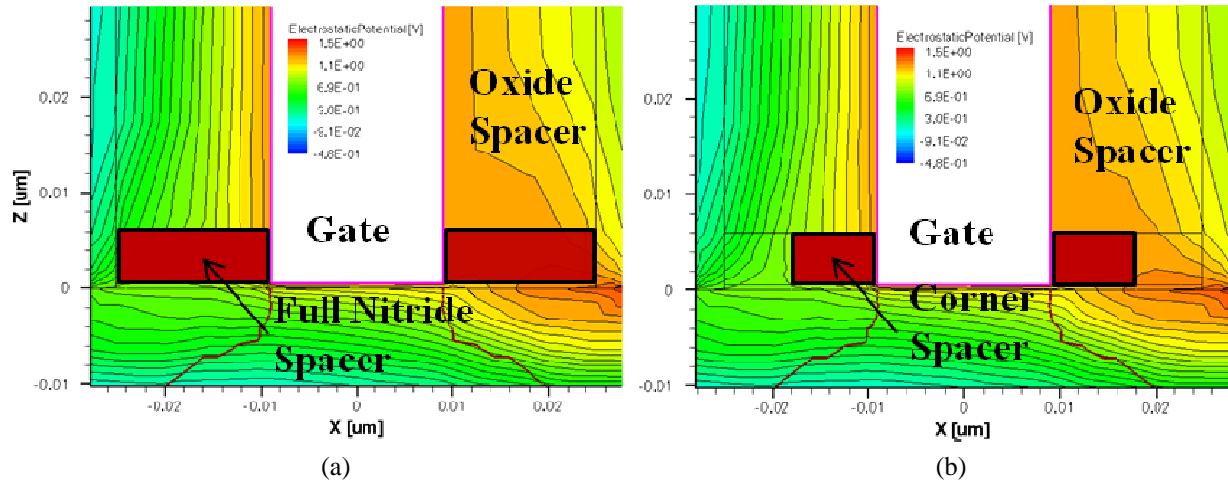 ElectrostaticPotential [V]
1.5E+00
1.1E+00
6.9E-01
3.0E-01
-9.1E-02
-4.8E-01
Oxide
Spacer
Gate
Full Nitride
Spacer
Z [um]
0.02
0.01
0
-0.01
-0.02
-0.01
0
0.01
0.02
X [um]
(a)
ElectrostaticPotential [V]
1.5E+00
1.1E+00
6.9E-01
3.0E-01
-9.1E-02
-4.8E-01
Oxide
Spacer
Gate
Corner
Spacer
0.02
0.01
0
-0.01
-0.02
-0.01
0
0.01
0.02
X [um]
(b)